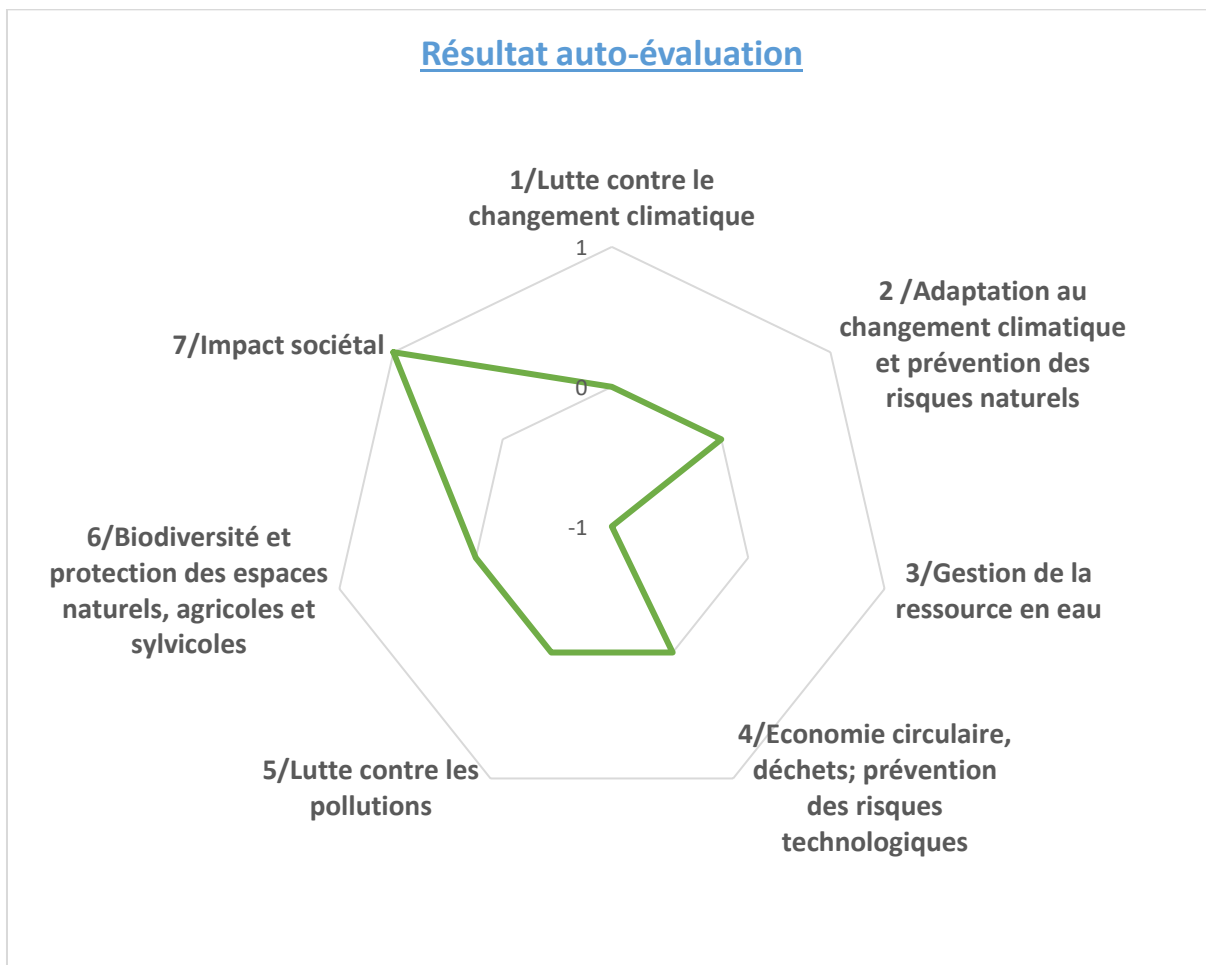 Résultat auto-évaluation
1/Lutte contre le
changement climatique
1
2 /Adaptation au
changement climatique
et prévention des
risques naturels
7/Impact sociétal
0
-1
3/Gestion de la
ressource en eau
6/Biodiversité et
protection des espaces
naturels, agricoles et
sylvicoles
4/Economie circulaire,
déchets; prévention
des risques
technologiques
5/Lutte contre les
pollutions